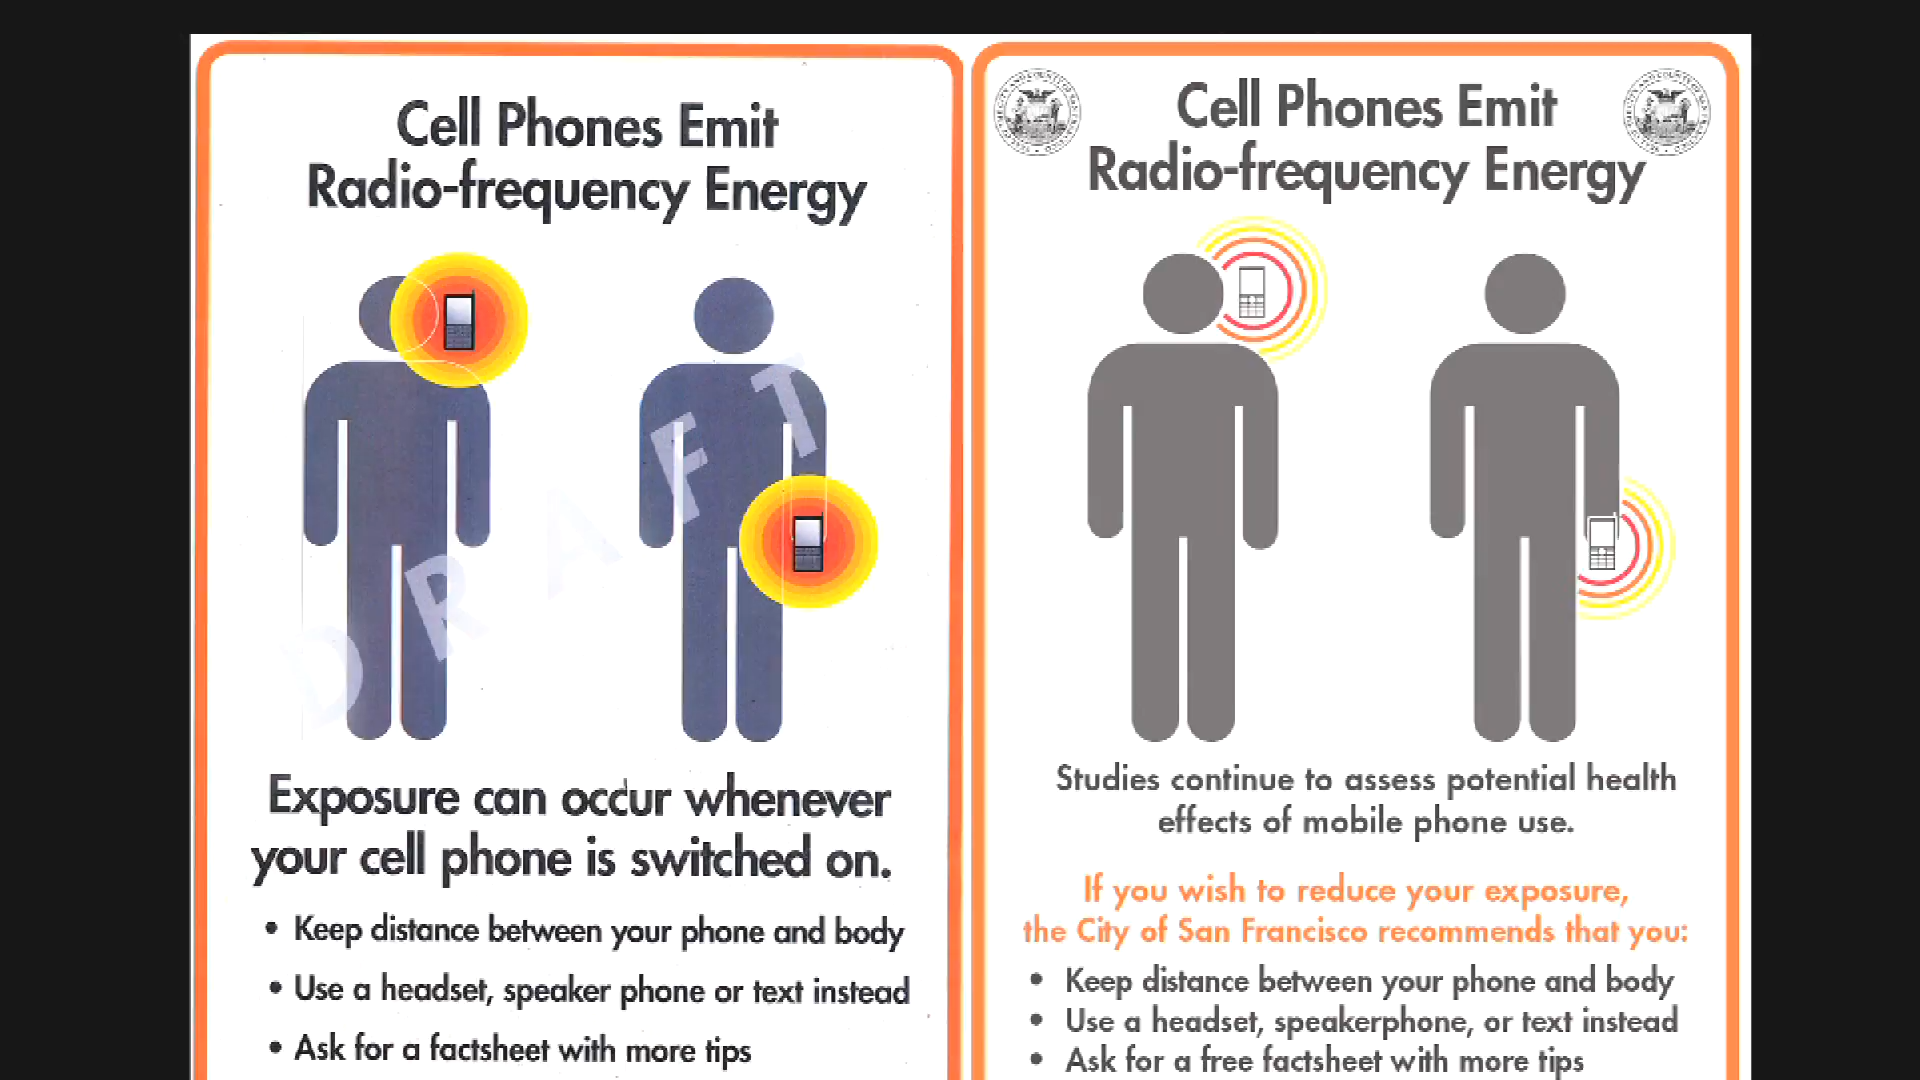 Cell Phones Emit
Radio-frequency Energy
DRAFT
Exposure can occur whenever
your cell phone is switched on.
• Keep distance between your phone and body
• Use a headset, speaker phone or text instead
• Ask for a factsheet with more tips
Cell Phones Emit
Radio-frequency Energy
Studies continue to assess potential health
effects of mobile phone use.
If you wish to reduce your exposure,
the City of San Francisco recommends that you:
• Keep distance between your phone and body
• Use a headset, speakerphone, or text instead
• Ask for a free factsheet with more tips